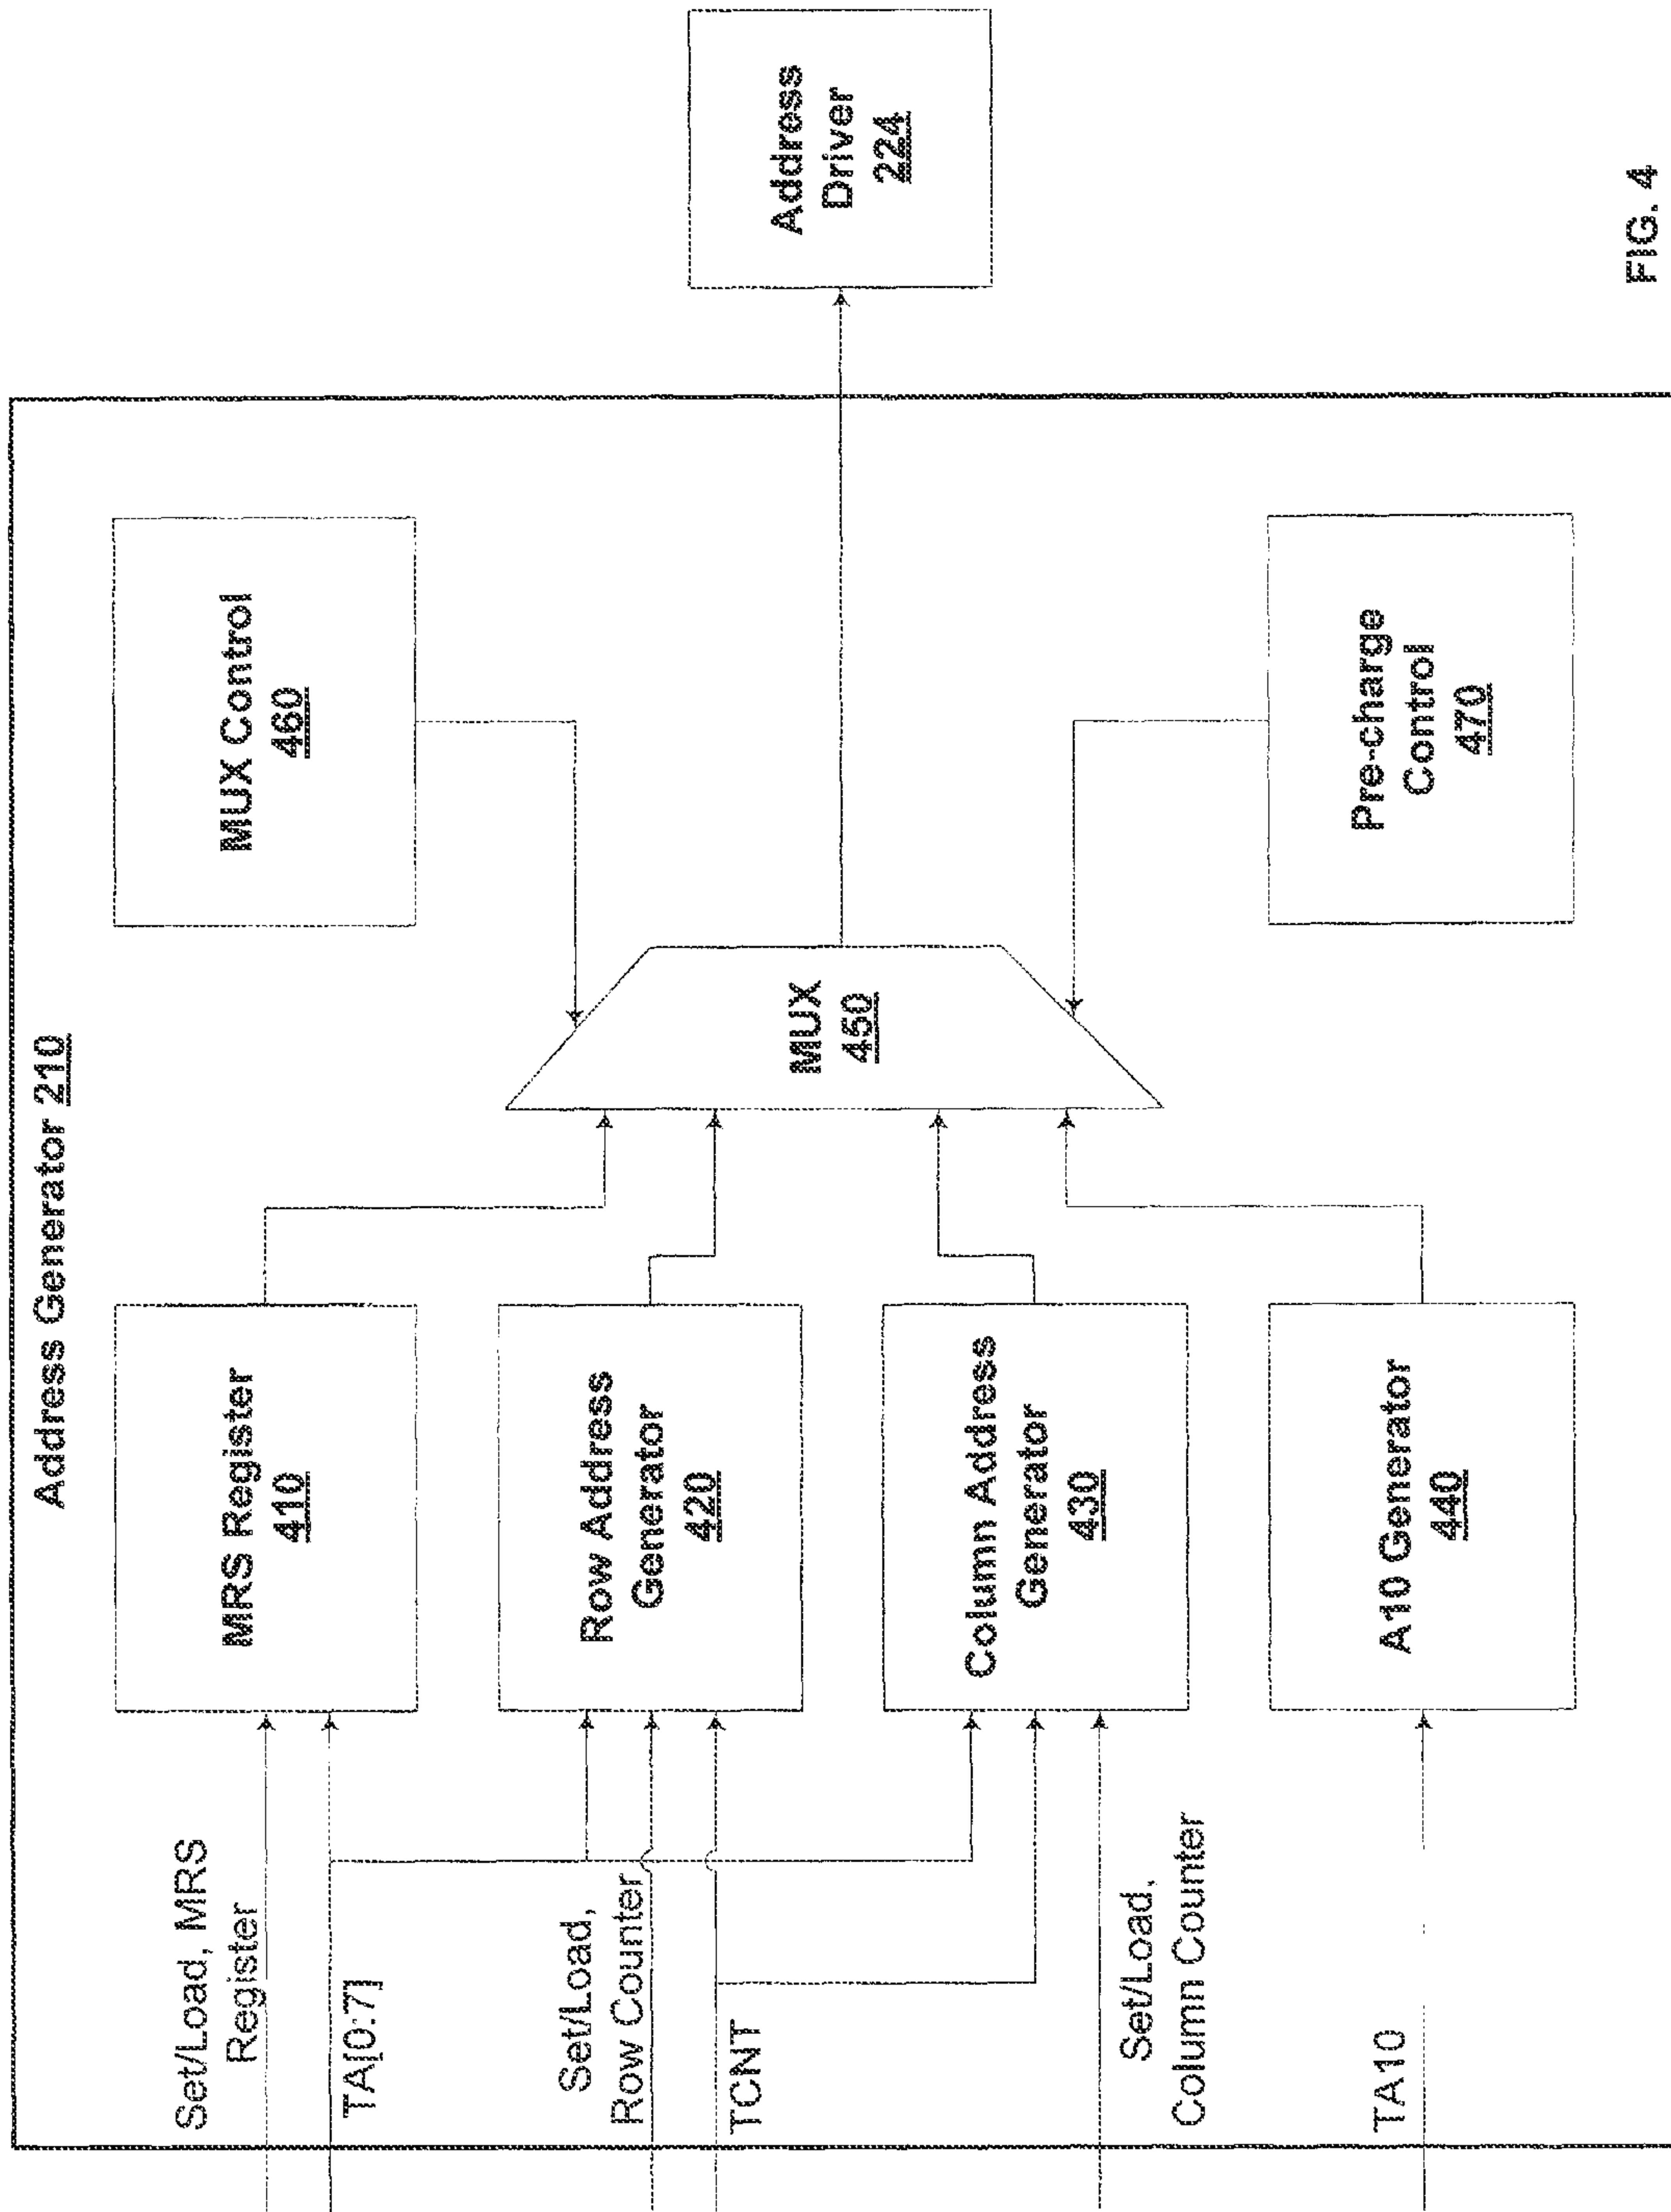 Address Generator 210
Set/Load, MRS
Register
TA[0:7]
Set/Load,
Row Counter
TCNT
Set/Load,
Column Counter
TA10
MRS Register
410
Row Address
Generator
420
Column Address
Generator
430
A10 Generator
440
MUX
450
MUX Control
460
Pre-charge
Control
470
Address
Driver
224
FIG. 4